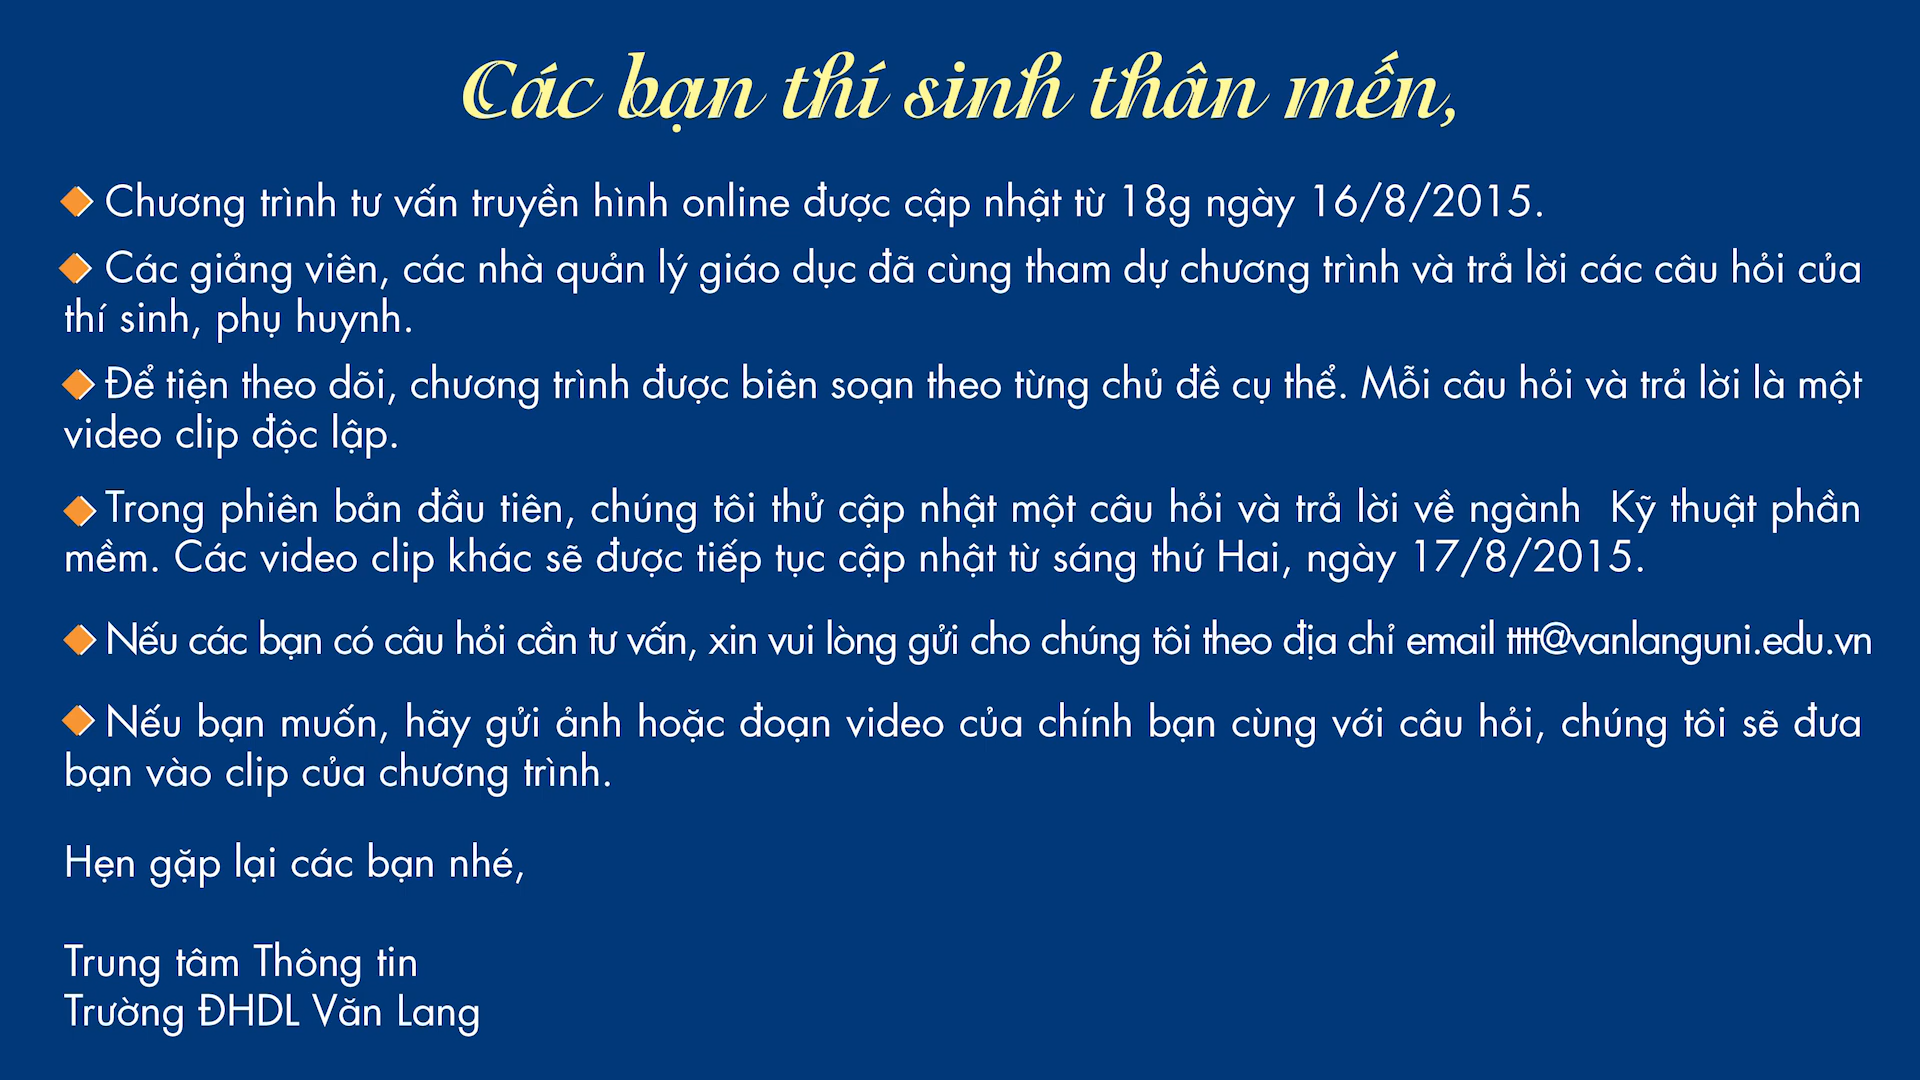 Các bạn thí sinh thân mến,
Chương trình tư vấn truyền hình online được cập nhật từ 18g ngày 16/8/2015.
Các giảng viên, các nhà quản lý giáo dục đã cùng tham dự chương trình và trả lời các câu hỏi của
thí sinh, phụ huynh.
Để tiện theo dõi, chương trình được biên soạn theo từng chủ đề cụ thể. Mỗi câu hỏi và trả lời là một
video clip độc lập.
Trong phiên bản đầu tiên, chúng tôi thử cập nhật một câu hỏi và trả lời về ngành Kỹ thuật phần
mềm. Các video clip khác sẽ được tiếp tục cập nhật từ sáng thứ Hai, ngày 17/8/2015.
Nếu các bạn có câu hỏi cần tư vấn, xin vui lòng gửi cho chúng tôi theo địa chỉ email tttt@vanlanguni.edu.vn
Nếu bạn muốn, hãy gửi ảnh hoặc đoạn video của chính bạn cùng với câu hỏi, chúng tôi sẽ đưa
bạn vào clip của chương trình.
Hẹn gặp lại các bạn nhé,
Trung tâm Thông tin
Trường ĐHDL Văn Lang